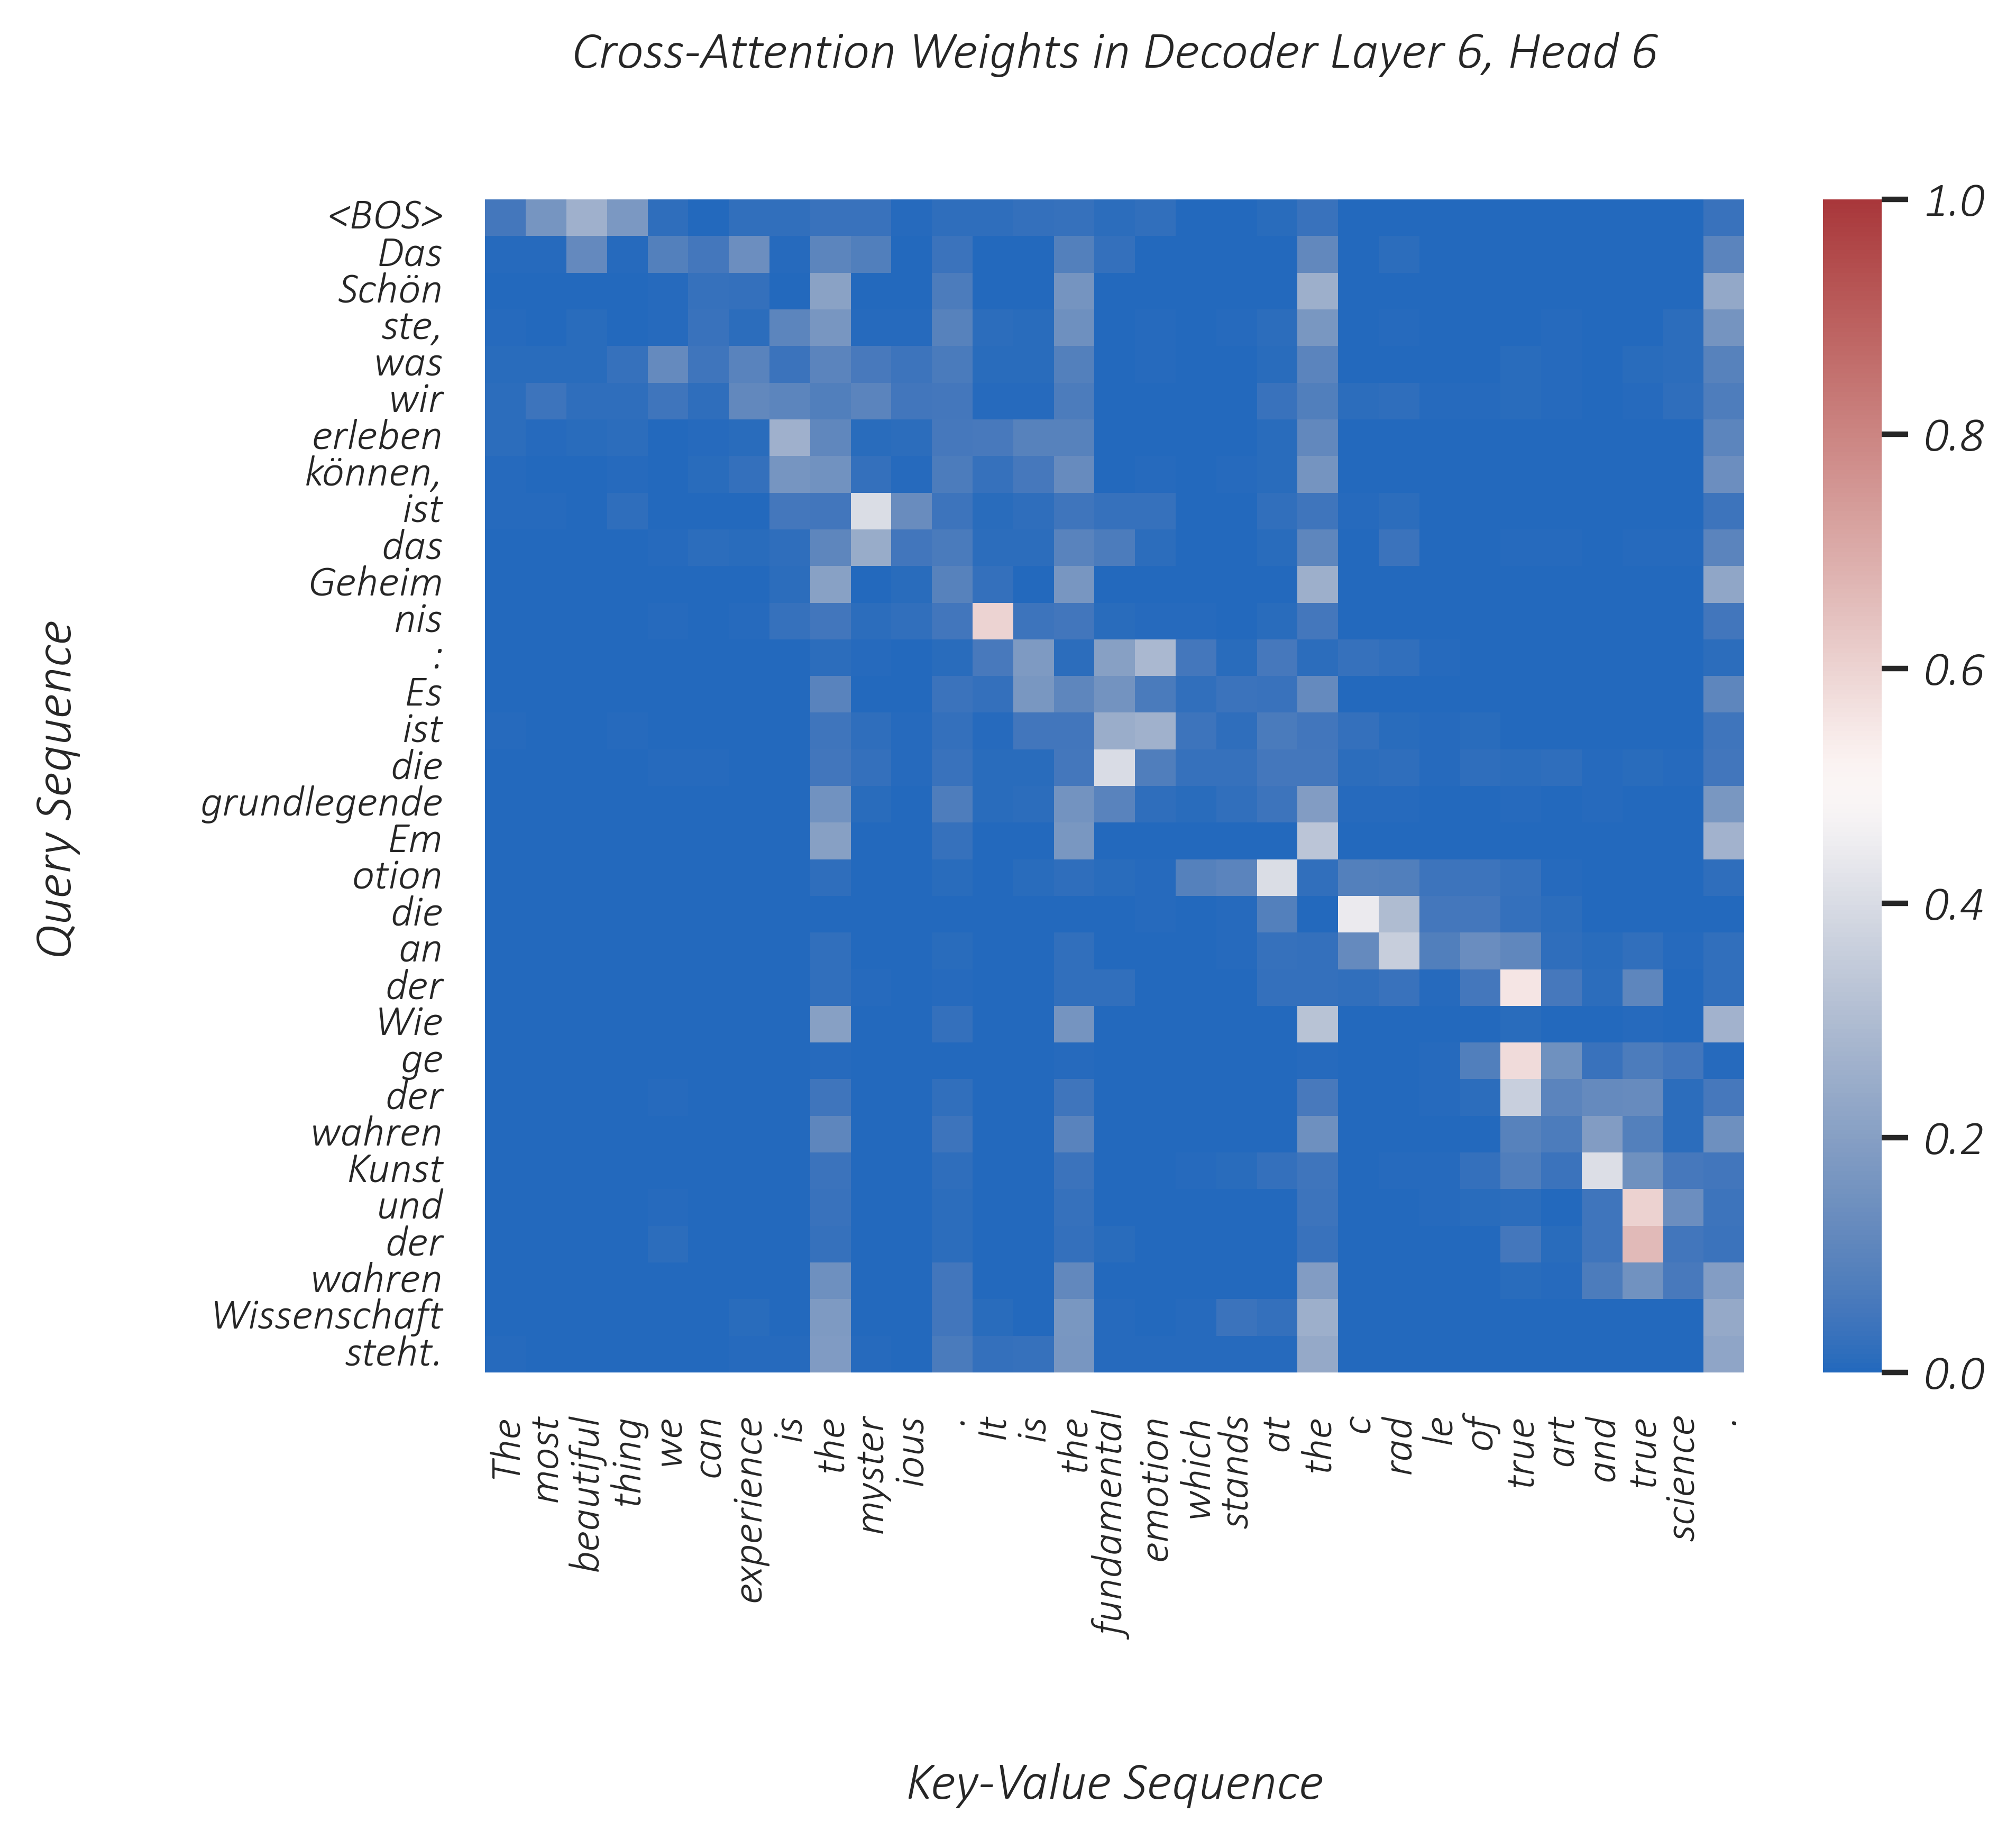 Cross-Attention Weights in Decoder Layer 6, Head 6
Query Sequence
<BOS>
Das
Schön
ste,
was
wir
erleben
können,
ist
das
Geheim
nis
:
Es
ist
die
grundlegende
Em
otion
die
an
der
Wie
ge
der
wahren
Kunst
und
der
wahren
Wissenschaft
steht.
The
most
beautiful
thing
we
can
experience
is
the
myster
ious
.
It
is
the
fundamental
emotion
which
stands
at
the
c
rad
le
of
true
art
and
true
science
.
Key-Value Sequence
1.0
0.8
0.6
0.4
0.2
0.0